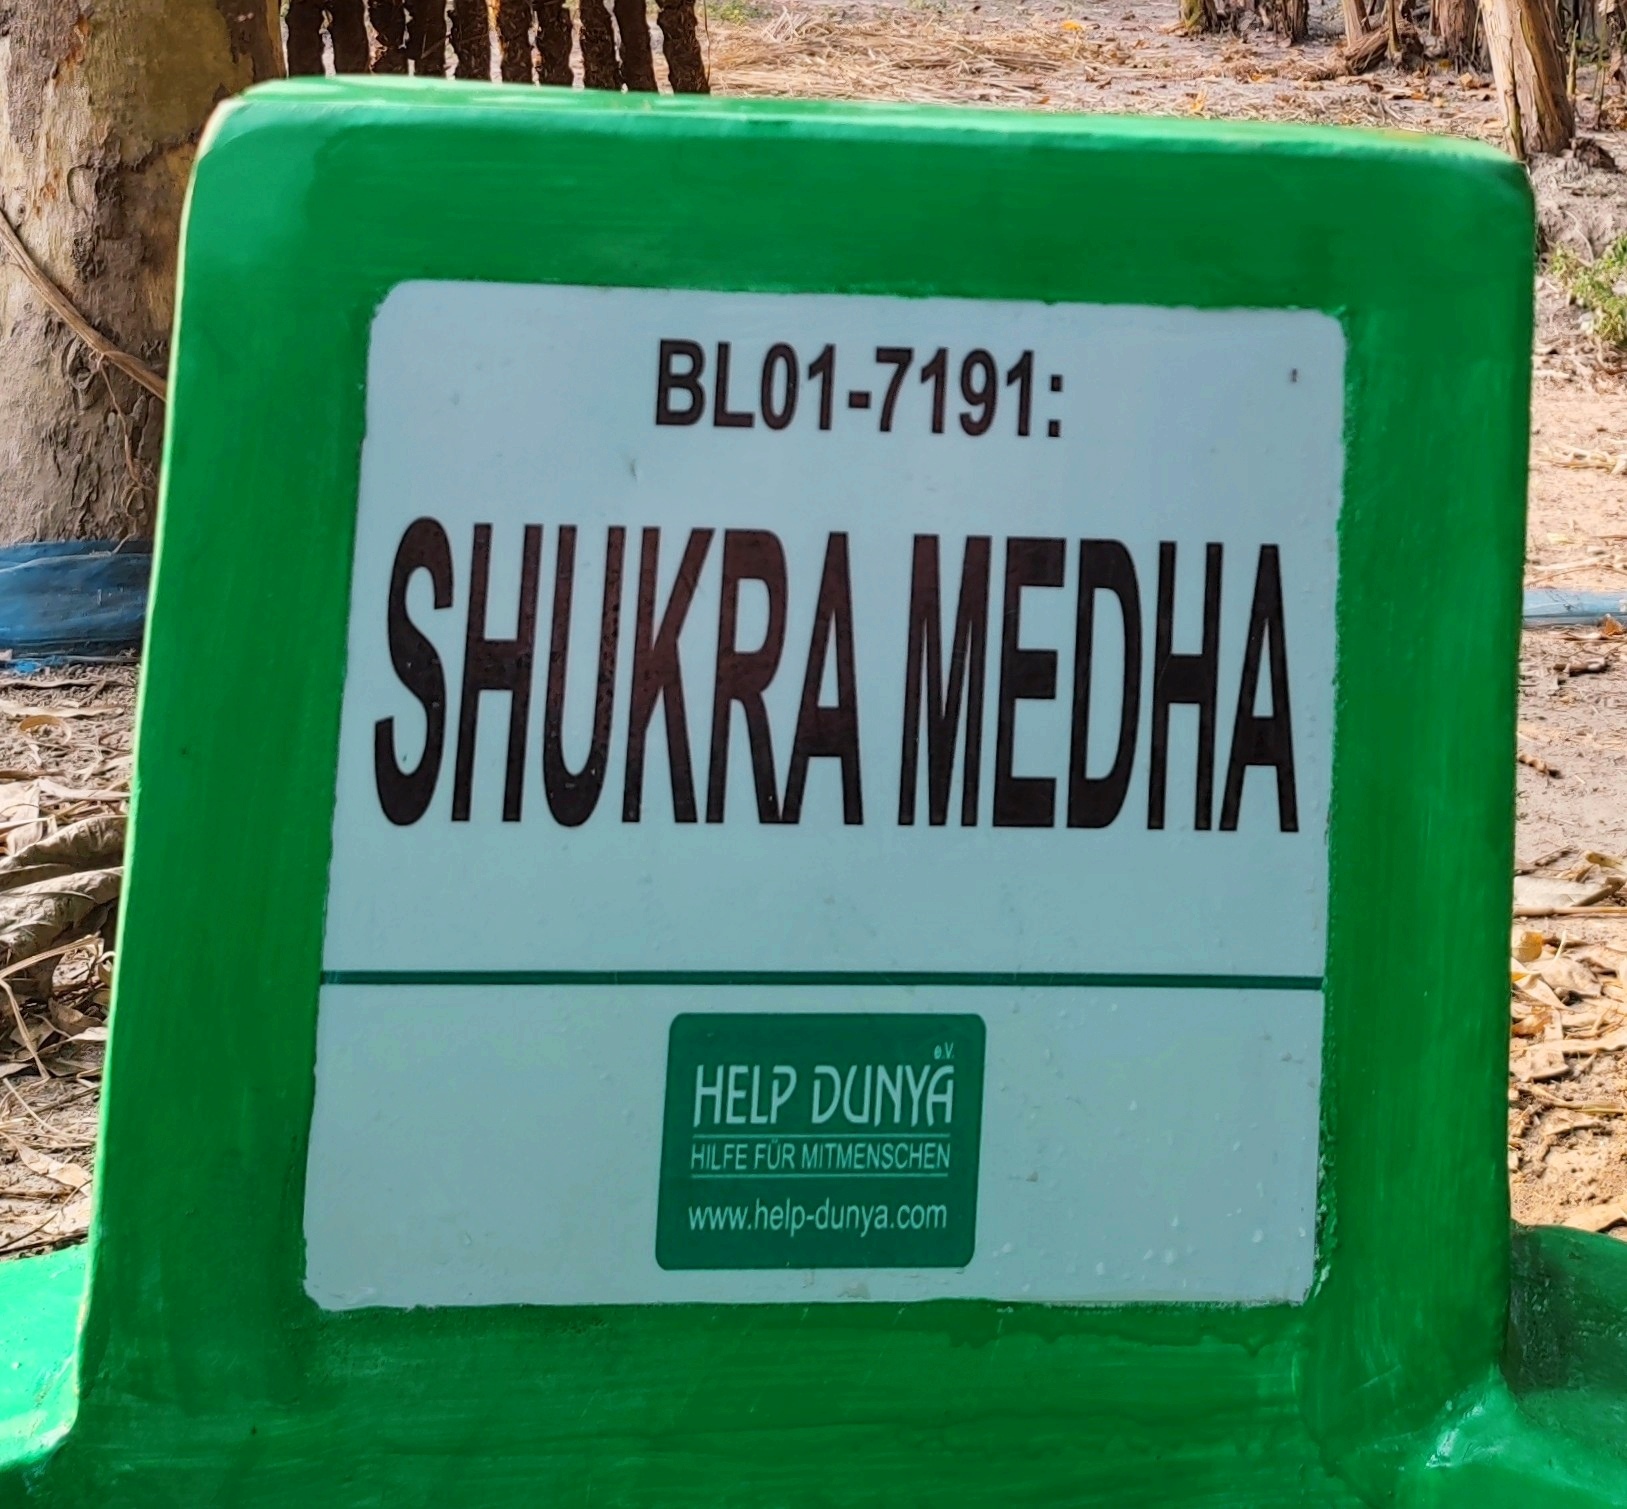 BL01-7191:
SHUKRA MEDHA
e.V.
HELP DUNYA
HILFE FÜR MITMENSCHEN
www.help-dunya.com